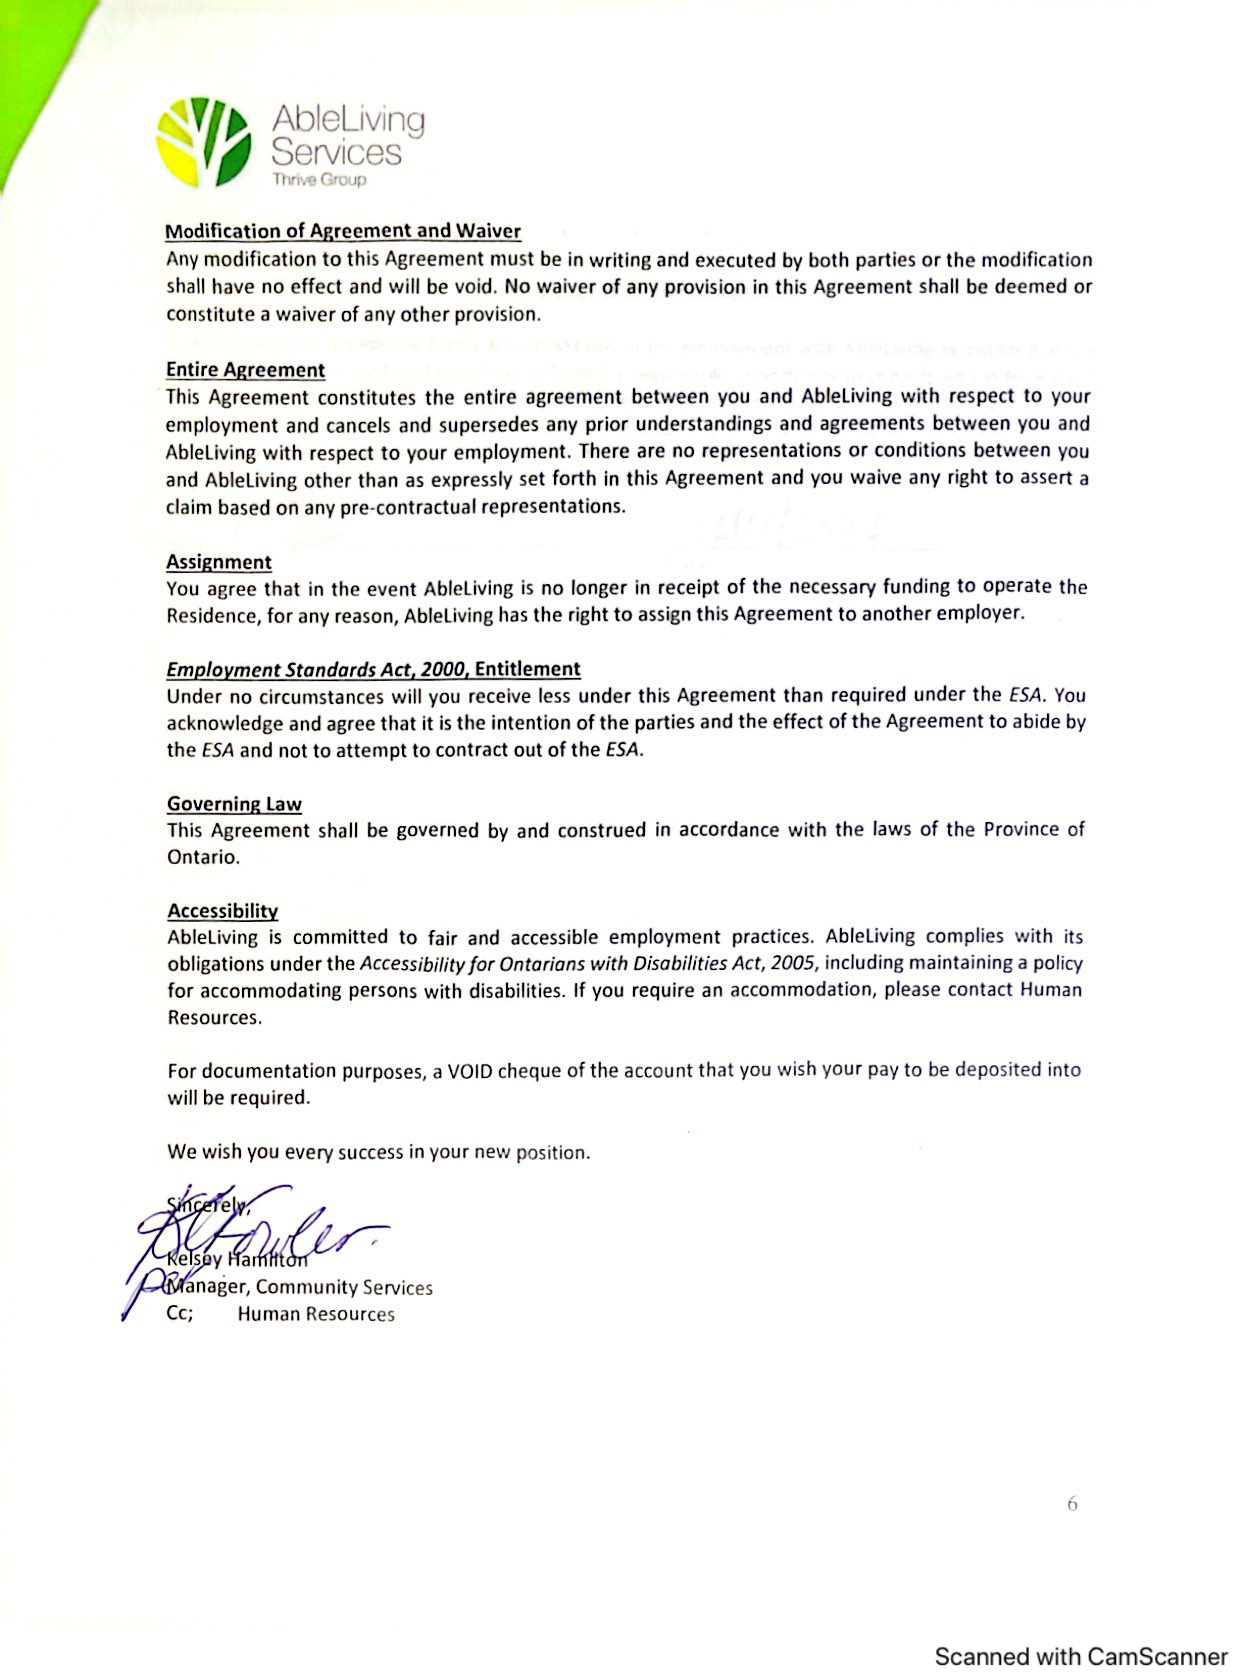 AbleLiving
Services
Thrive Group
Modification of Agreement and Waiver
Any modification to this Agreement must be in writing and executed by both parties or the modification
shall have no effect and will be void. No waiver of any provision in this Agreement shall be deemed or
constitute a waiver of any other provision.
Entire Agreement
This Agreement constitutes the entire agreement between you and AbleLiving with respect to your
employment and cancels and supersedes any prior understandings and agreements between you and
AbleLiving with respect to your employment. There are no representations or conditions between you
and AbleLiving other than as expressly set forth in this Agreement and you waive any right to assert a
claim based on any pre-contractual representations.
Assignment
You agree that in the event AbleLiving is no longer in receipt of the necessary funding to operate the
Residence, for any reason, AbleLiving has the right to assign this Agreement to another employer.
Employment Standards Act, 2000, Entitlement
Under no circumstances will you receive less under this Agreement than required under the ESA. You
acknowledge and agree that it is the intention of the parties and the effect of the Agreement to abide by
the ESA and not to attempt to contract out of the ESA.
Governing Law
This Agreement shall be governed by and construed in accordance with the laws of the Province of
Ontario.
Accessibility
AbleLiving is committed to fair and accessible employment practices. AbleLiving complies with its
obligations under the Accessibility for Ontarians with Disabilities Act, 2005, including maintaining a policy
for accommodating persons with disabilities. If you require an accommodation, please contact Human
Resources.
For documentation purposes, a VOID cheque of the account that you wish your pay to be deposited into
will be required.
We wish you every success in your new position.
Sincerely,
Kelsey Hamilton
Manager, Community Services
Cc; Human Resources
6
Scanned with CamScanner